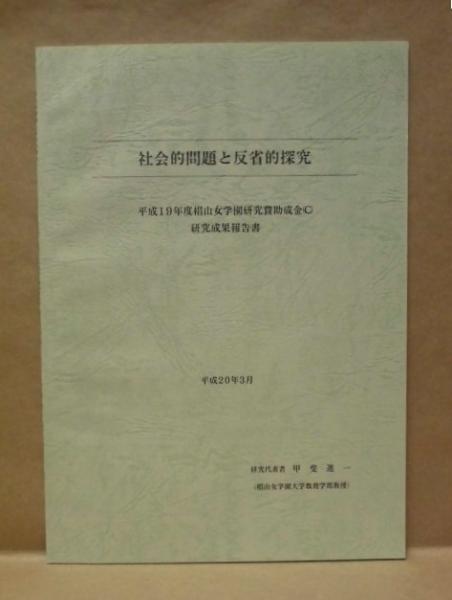 社会的問題と反省的探究
平成19年度椙山女学園研究費助成金(C)
研究成果報告書
平成20年3月
研究代表者 甲斐進一
(椙山女学園大学教育学部教授)